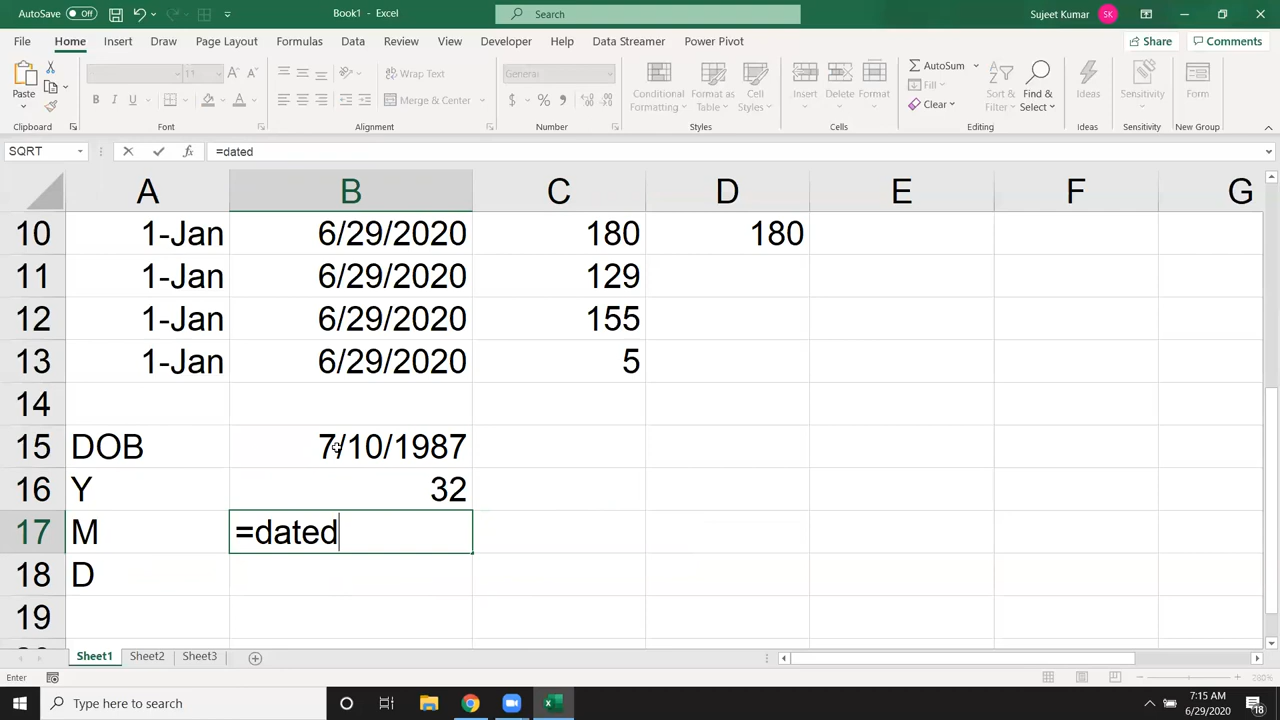 AutoSave Off Book1 - Excel Search Sujeet Kumar SK
File Home Insert Draw Page Layout Formulas Data Review View Developer Help Data Streamer Power Pivot Share Comments
Paste Wrap Text General AutoSum
11 A A Merge & Center Conditional Formatting Format as Table Cell Styles Insert Delete Format Fill Sort & Filter Find & Select Ideas Sensitivity Form
B I U $ % Clear
Clipboard Font Alignment Number Styles Cells Editing Ideas Sensitivity New Group
SQRT fx =dated
A B C D E F G
10 1-Jan 6/29/2020 180 180
11 1-Jan 6/29/2020 129
12 1-Jan 6/29/2020 155
13 1-Jan 6/29/2020 5
14
15 DOB 7/10/1987
16 Y 32
17 M =dated
18 D
19
Sheet1 Sheet2 Sheet3
Enter 280%
Type here to search 7:15 AM
6/29/2020 18